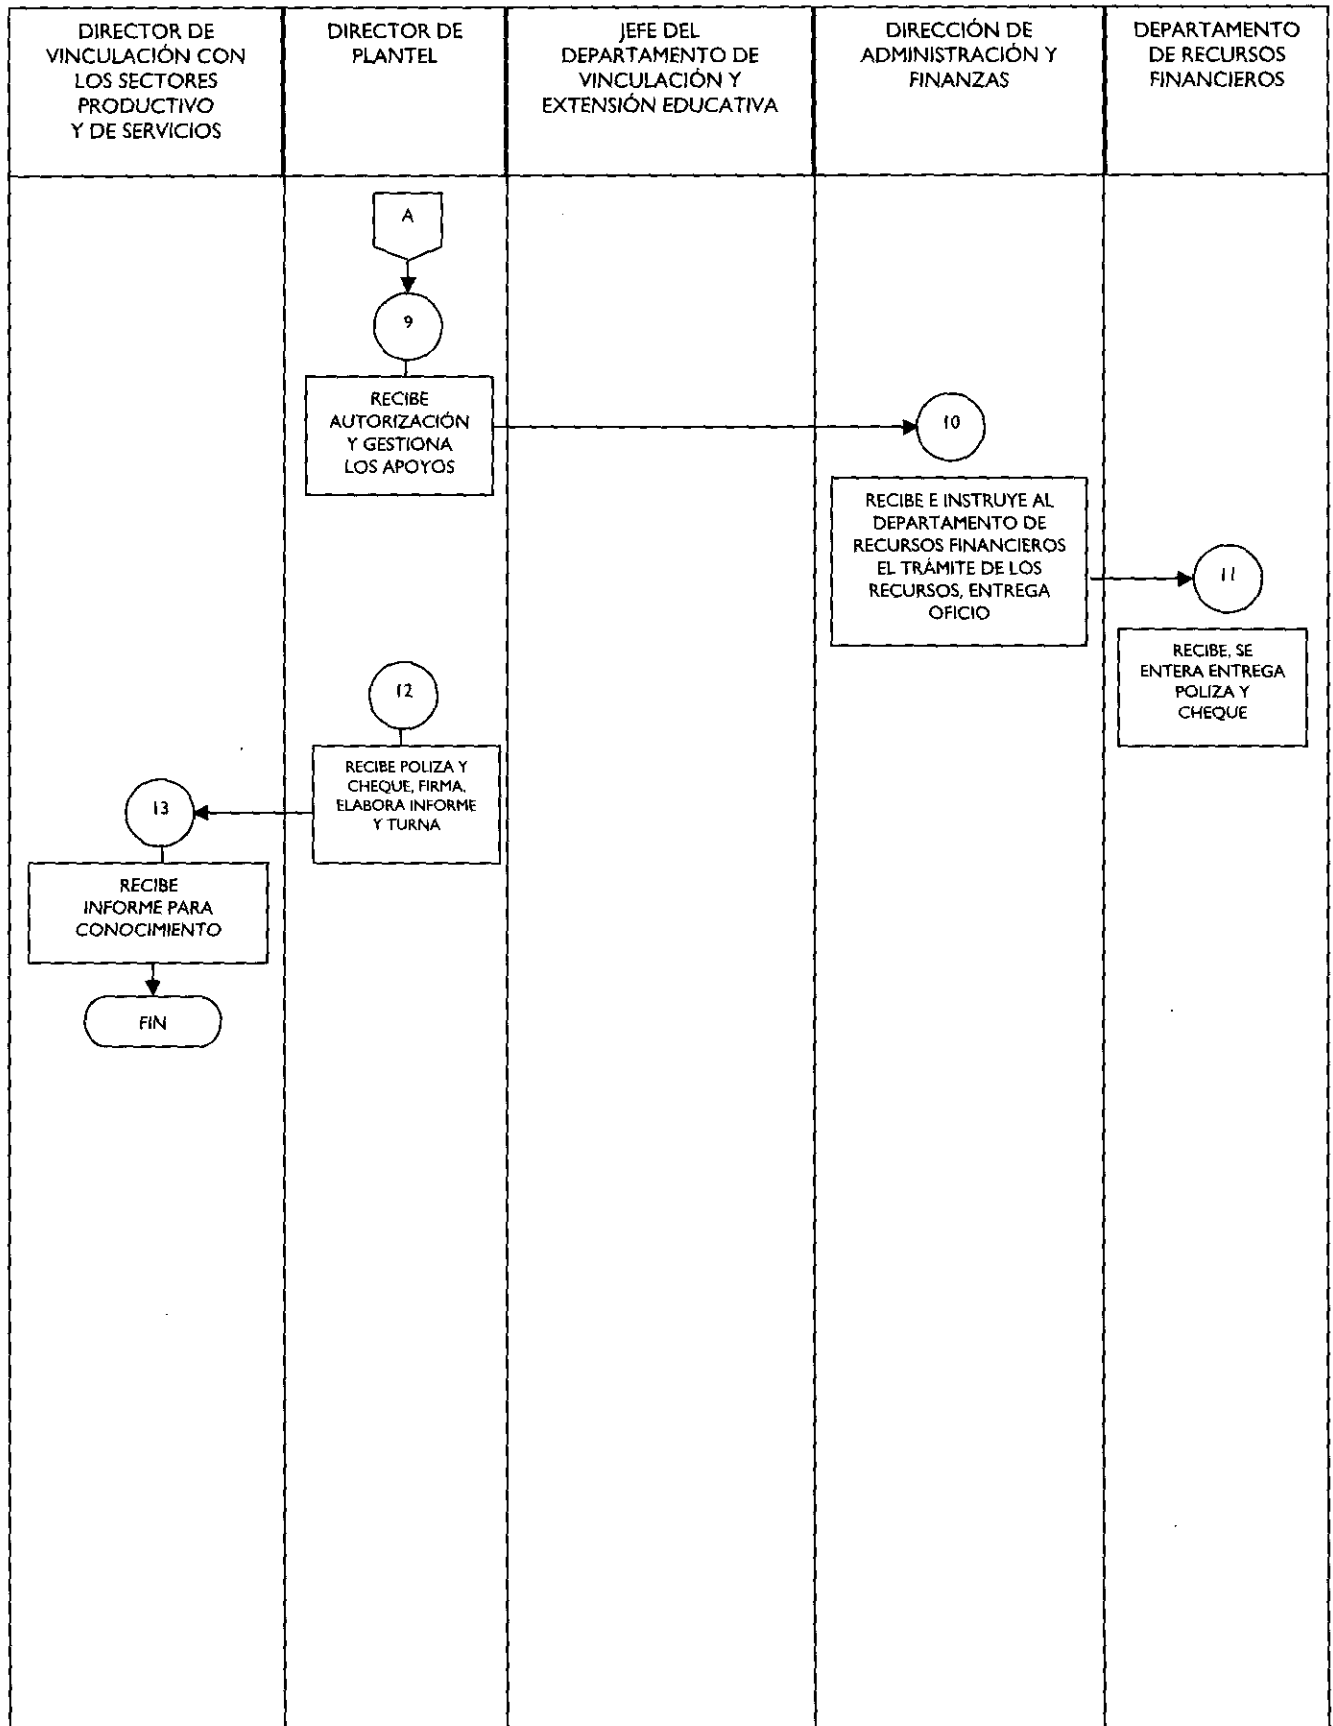 DIRECTOR DE
VINCULACIÓN CON
LOS SECTORES
PRODUCTIVO
Y DE SERVICIOS
DIRECTOR DE
PLANTEL
JEFE DEL
DEPARTAMENTO DE
VINCULACIÓN Y
EXTENSIÓN EDUCATIVA
DIRECCIÓN DE
ADMINISTRACIÓN Y
FINANZAS
DEPARTAMENTO
DE RECURSOS
FINANCIEROS
A
9
RECIBE
AUTORIZACIÓN
Y GESTIONA
LOS APOYOS
10
RECIBE E INSTRUYE AL
DEPARTAMENTO DE
RECURSOS FINANCIEROS
EL TRÁMITE DE LOS
RECURSOS, ENTREGA
OFICIO
11
RECIBE, SE
ENTERA ENTREGA
POLIZA Y
CHEQUE
12
RECIBE POLIZA Y
CHEQUE, FIRMA,
ELABORA INFORME
Y TURNA
13
RECIBE
INFORME PARA
CONOCIMIENTO
FIN